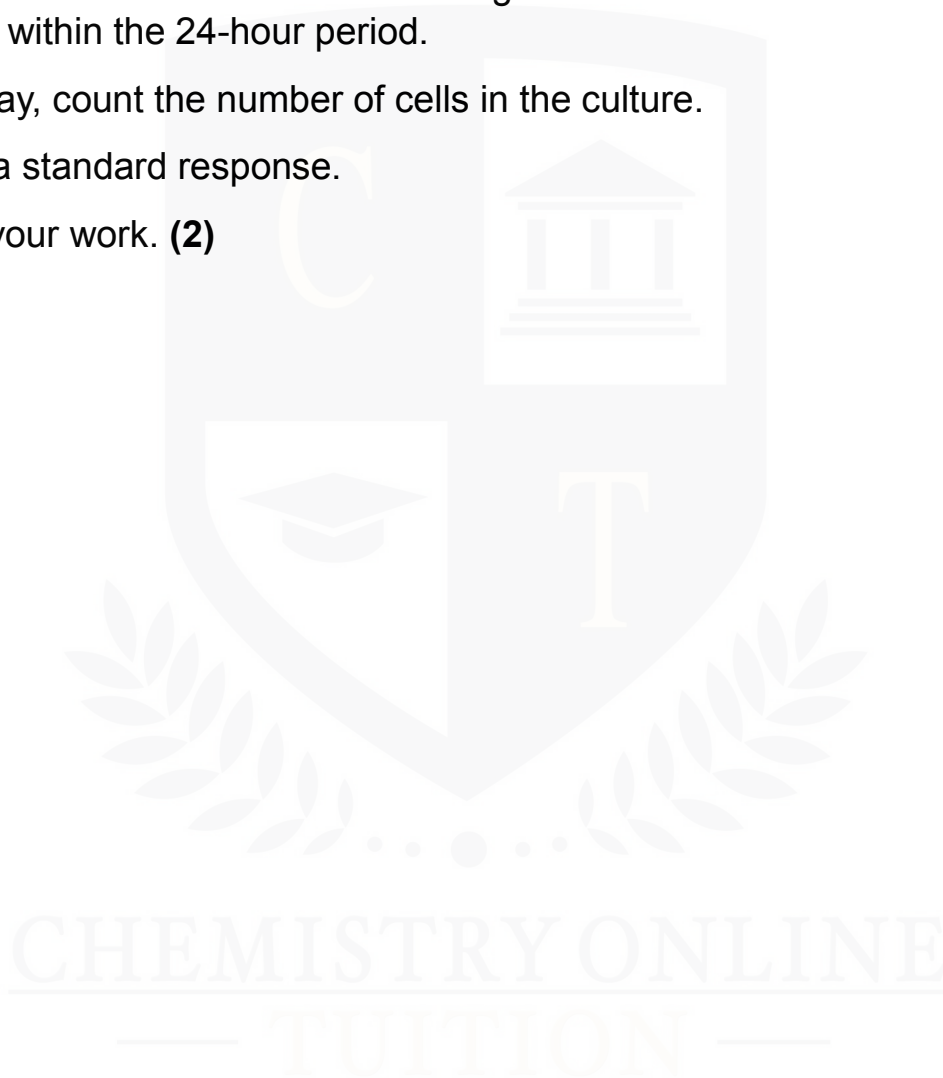 within the 24-hour period.
ay, count the number of cells in the culture.
a standard response.
your work. (2)
C
T
CHEMISTRY ONLINE
TUITION